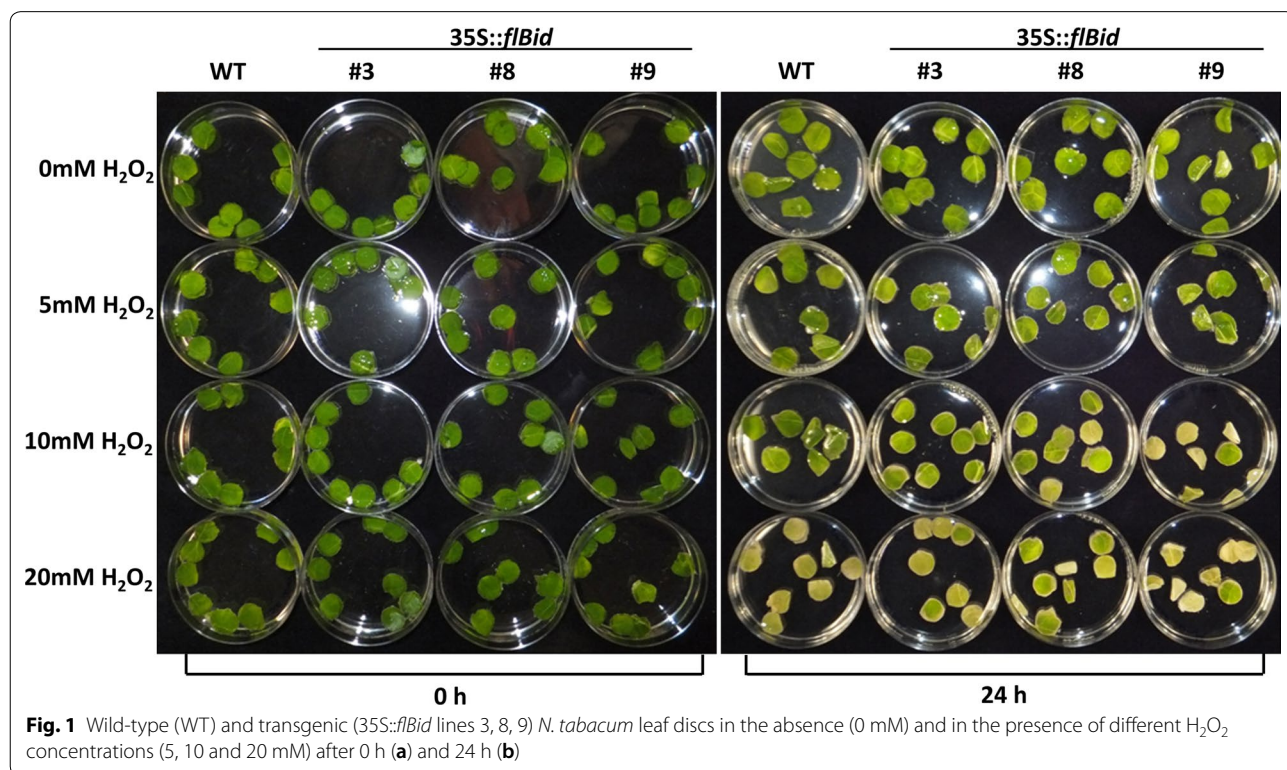 35S::flBid 35S::flBid
WT #3 #8 #9 WT #3 #8 #9
0mM H₂O₂
5mM H₂O₂
10mM H₂O₂
20mM H₂O₂
0 h 24 h
Fig. 1 Wild-type (WT) and transgenic (35S::flBid lines 3, 8, 9) N. tabacum leaf discs in the absence (0 mM) and in the presence of different H₂O₂
concentrations (5, 10 and 20 mM) after 0 h (a) and 24 h (b)